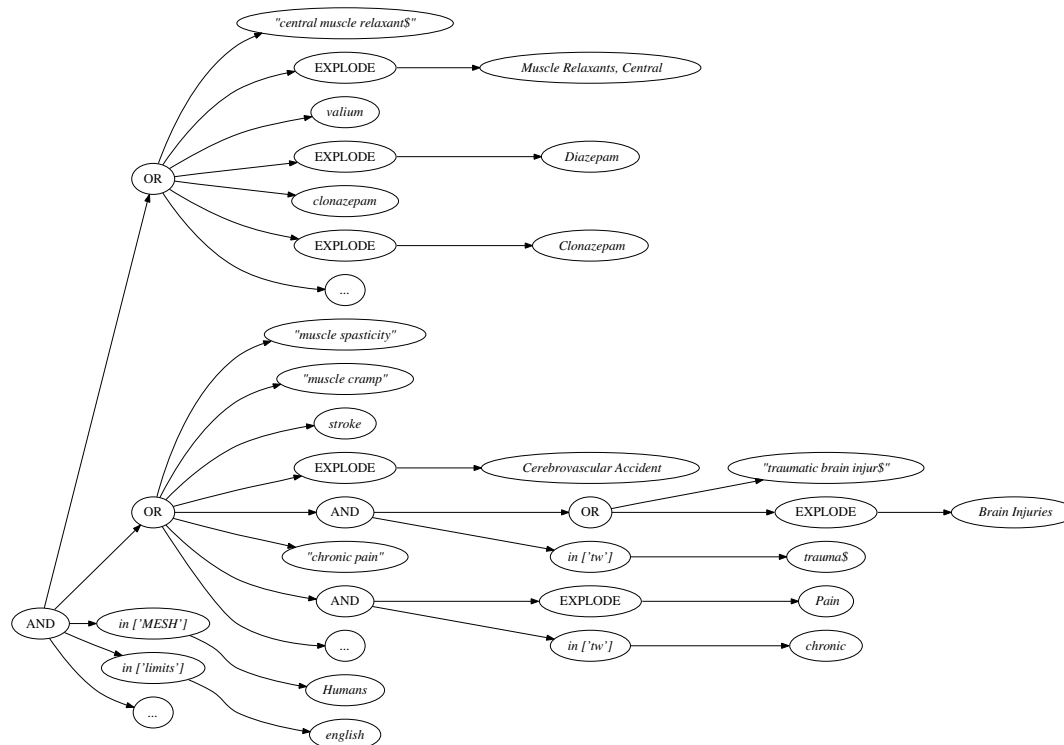 "central muscle relaxant$"
EXPLODE Muscle Relaxants, Central
valium
EXPLODE Diazepam
OR
clonazepam
EXPLODE Clonazepam
...
"muscle spasticity"
"muscle cramp"
stroke
EXPLODE Cerebrovascular Accident "traumatic brain injur$"
OR AND OR EXPLODE Brain Injuries
"chronic pain" in ['tw'] trauma$
AND EXPLODE Pain
AND in ['MESH']
... in ['tw'] chronic
in ['limits']
Humans
...
english